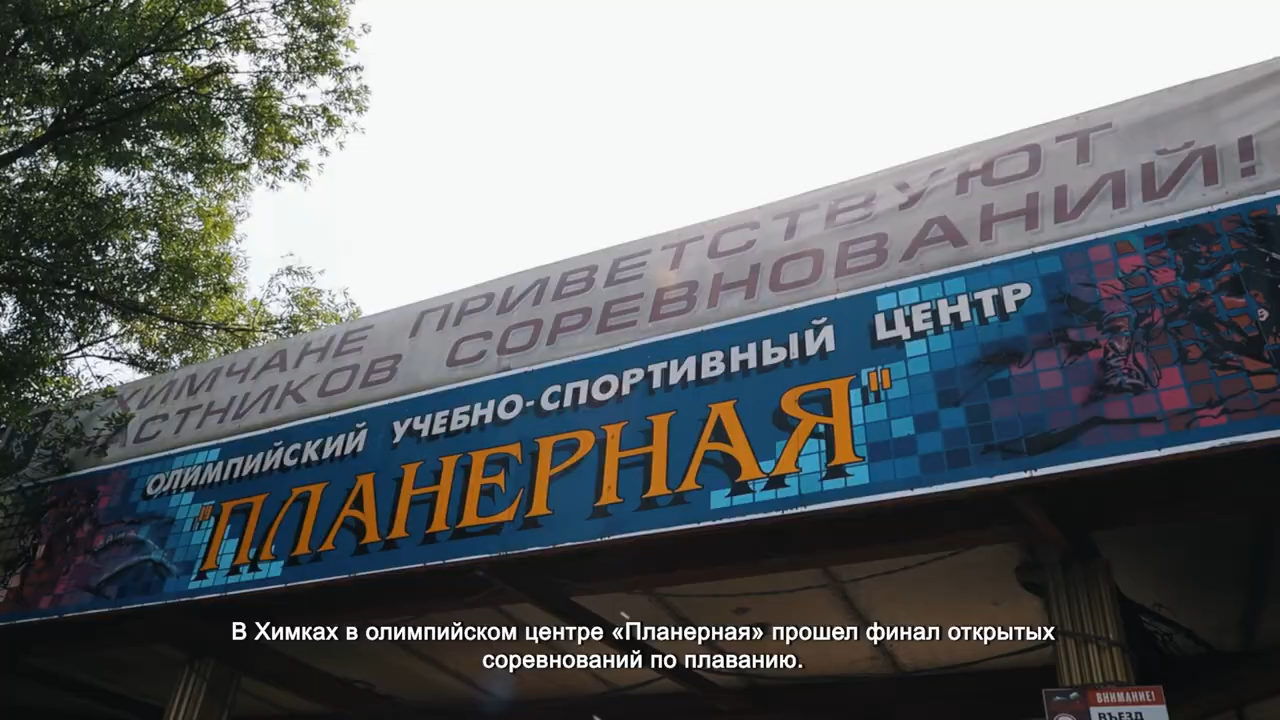 ХИМЧАНЕ ПРИВЕТСТВУЮТ
СОРЕВНОВАНИЙ!
ОЛИМПИЙСКИЙ УЧЕБНО-СПОРТИВНЫЙ ЦЕНТР
"ПЛАНЕРНАЯ"
В Химках в олимпийском центре «Планерная» прошел финал открытых
соревнований по плаванию.
ВНИМАНИЕ!
ВЪЕЗД